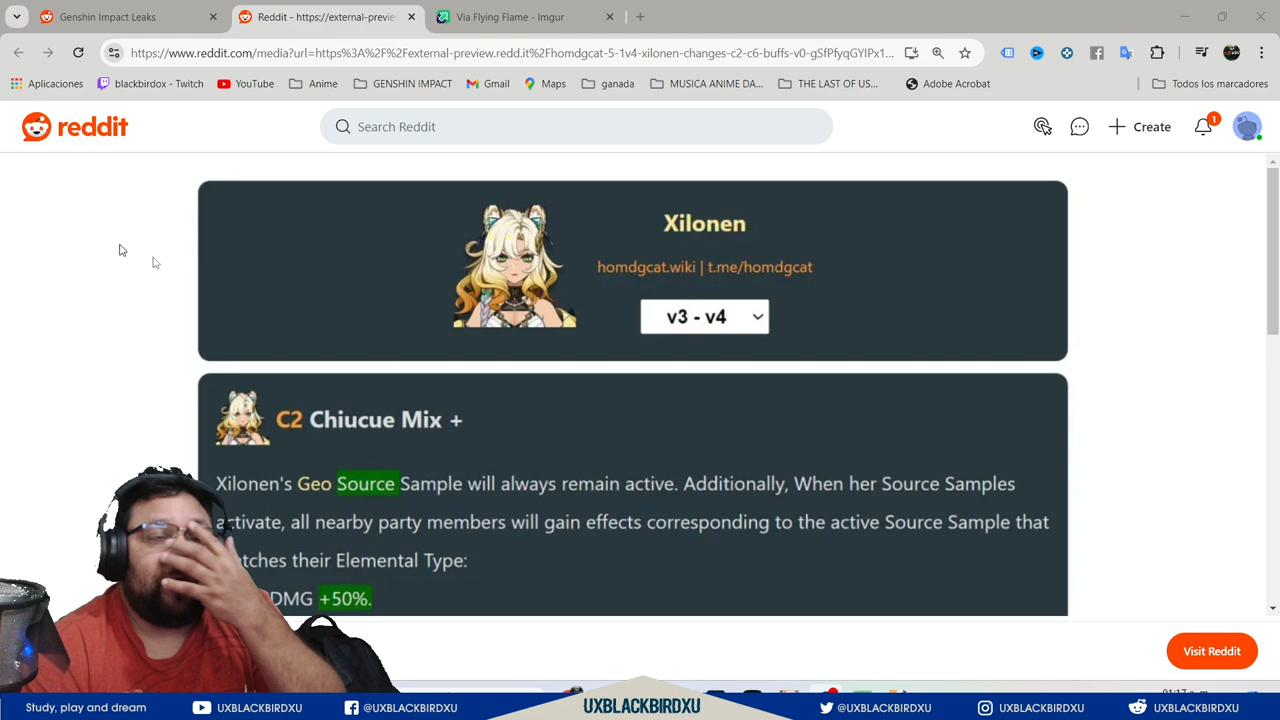 Genshin Impact Leaks
Reddit - https://external-previe
Via Flying Flame - Imgur
https://www.reddit.com/media?url=https%3A%2F%2Fexternal-preview.redd.it%2Fhomdgcat-5-1v4-xilonen-changes-c2-c6-buffs-v0-gSfPfyqGYIPx1...
Aplicaciones
blackbirdox - Twitch
YouTube
Anime
GENSHIN IMPACT
Gmail
Maps
ganada
MUSICA ANIME DA...
THE LAST OF US...
Adobe Acrobat
Todos los marcadores
reddit
Search Reddit
Create
1
Xilonen
homdgcat.wiki | t.me/homdgcat
v3 - v4
C2 Chiucue Mix +
Xilonen's Geo Source Sample will always remain active. Additionally, When her Source Samples
activate, all nearby party members will gain effects corresponding to the active Source Sample that
their Elemental Type:
DMG +50%.
Visit Reddit
Study, play and dream
UXBLACKBIRDXU
@UXBLACKBIRDXU
UXBLACKBIRDXU
@UXBLACKBIRDXU
UXBLACKBIRDXU
UXBLACKBIRDXU